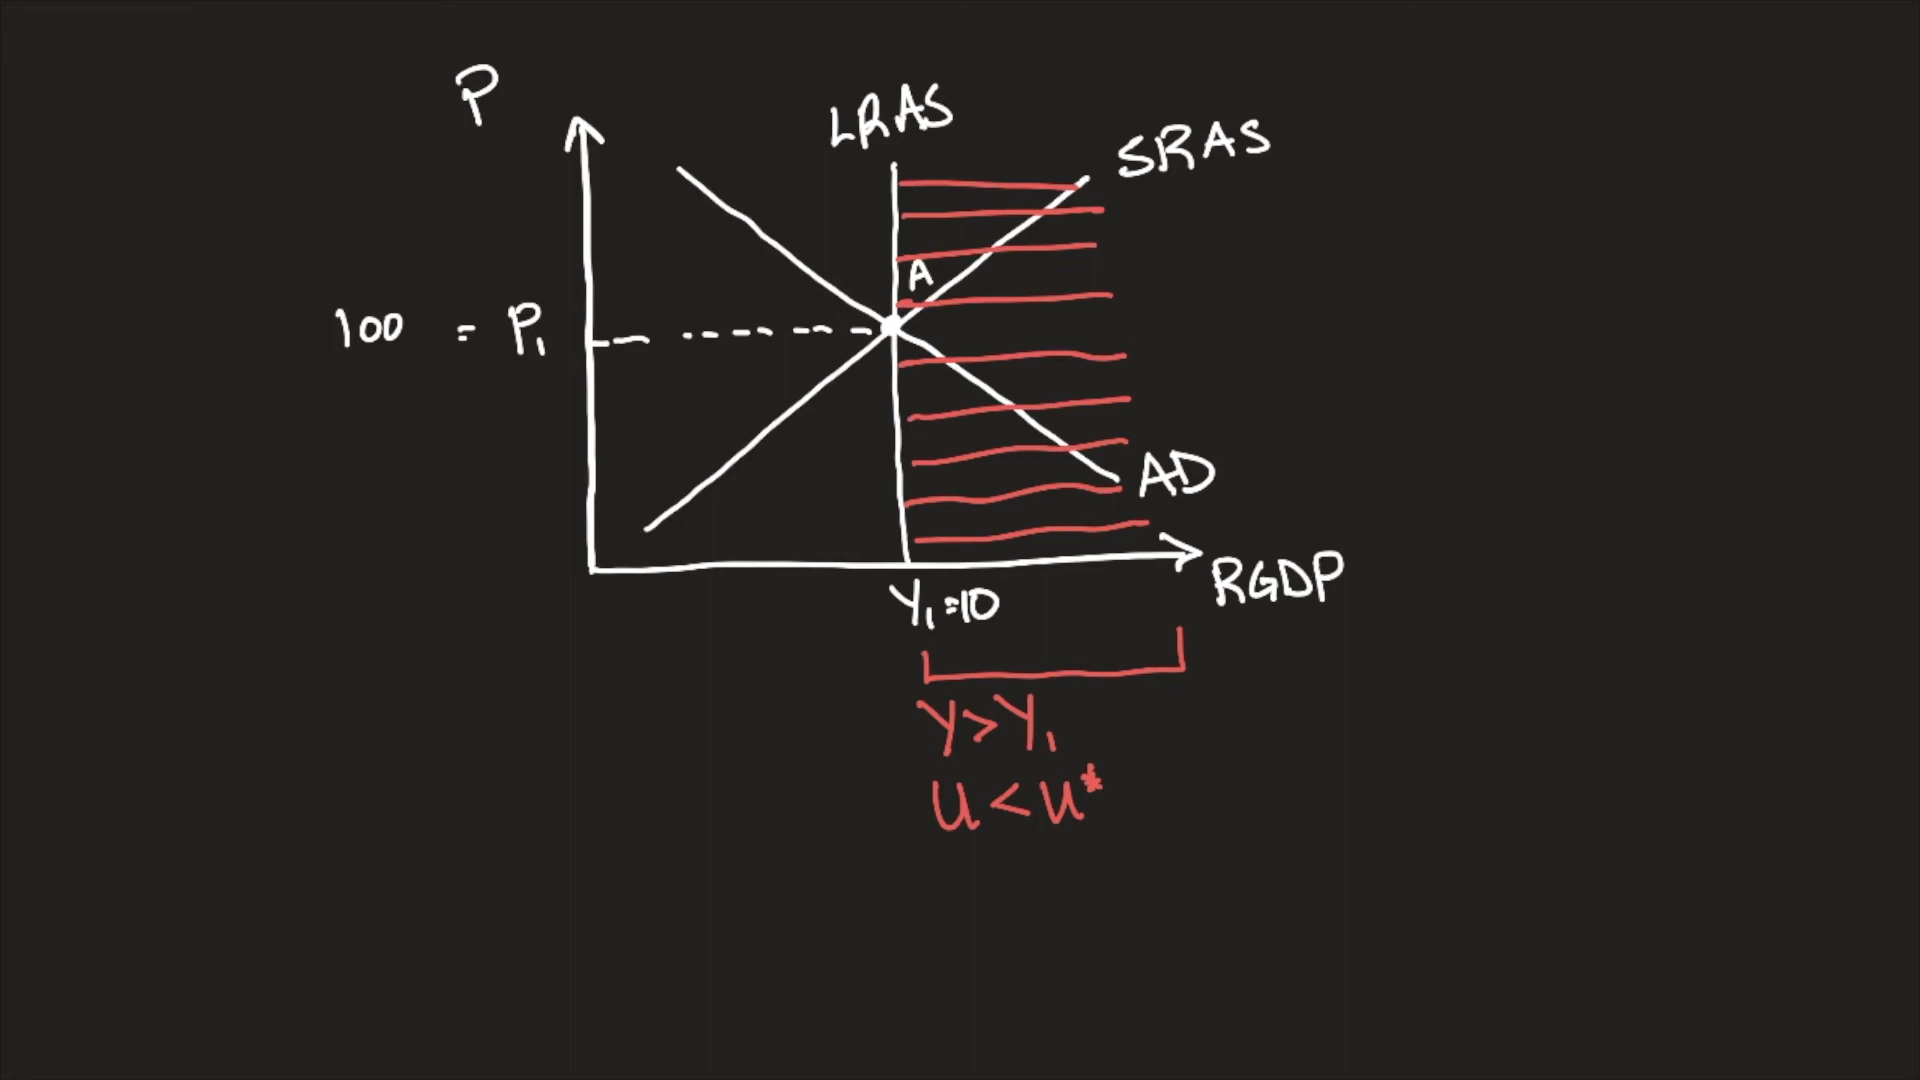 P
LRAS
SRAS
A
100 = P₁
AD
RGDP
Y₁=10
Y>Y₁
U<U*